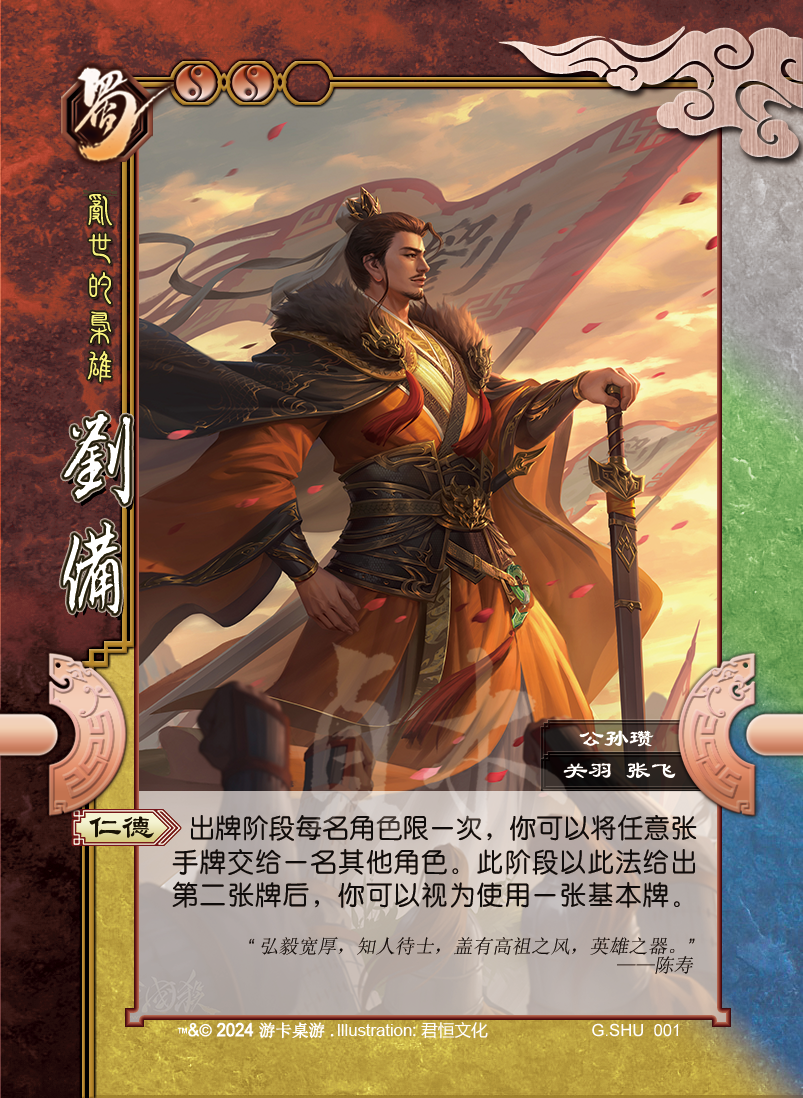 蜀
亂世的梟雄
劉備
劉
公孙瓒
关羽 张飞
仁德
出牌阶段每名角色限一次，你可以将任意张
手牌交给一名其他角色。此阶段以此法给出
第二张牌后，你可以视为使用一张基本牌。
“弘毅宽厚，知人待士，盖有高祖之风，英雄之器。”
——陈寿
™&© 2024 游卡桌游 . Illustration: 君恒文化
G.SHU 001